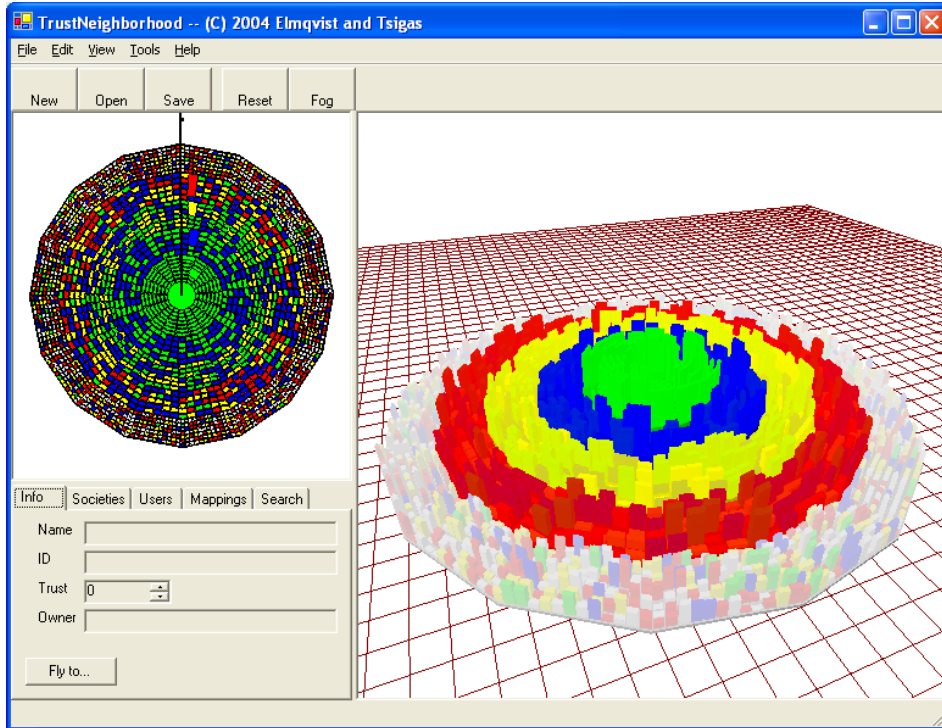 TrustNeighborhood -- (C) 2004 Elmqvist and Tsigas
File Edit View Tools Help
New Open Save Reset Fog
Info Societies Users Mappings Search
Name
ID
Trust 0
Owner
Fly to...